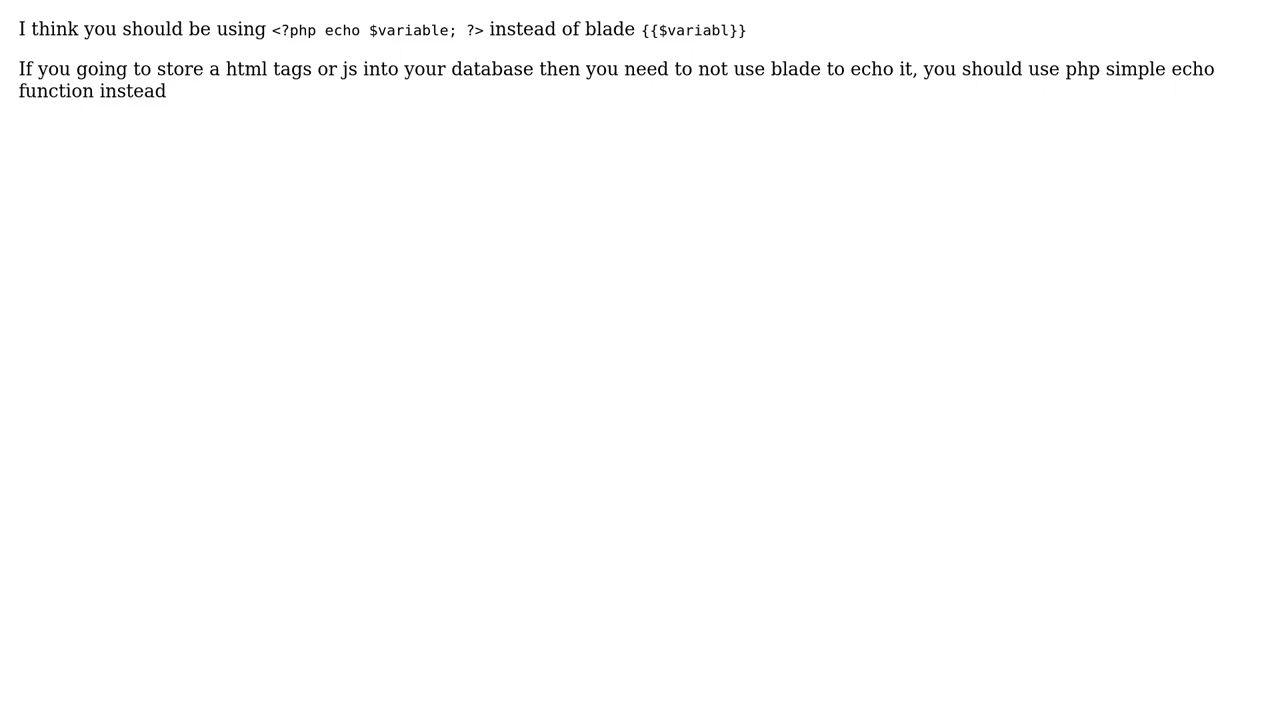 I think you should be using <?php echo $variable; ?> instead of blade {{$variabl}}
If you going to store a html tags or js into your database then you need to not use blade to echo it, you should use php simple echo
function instead